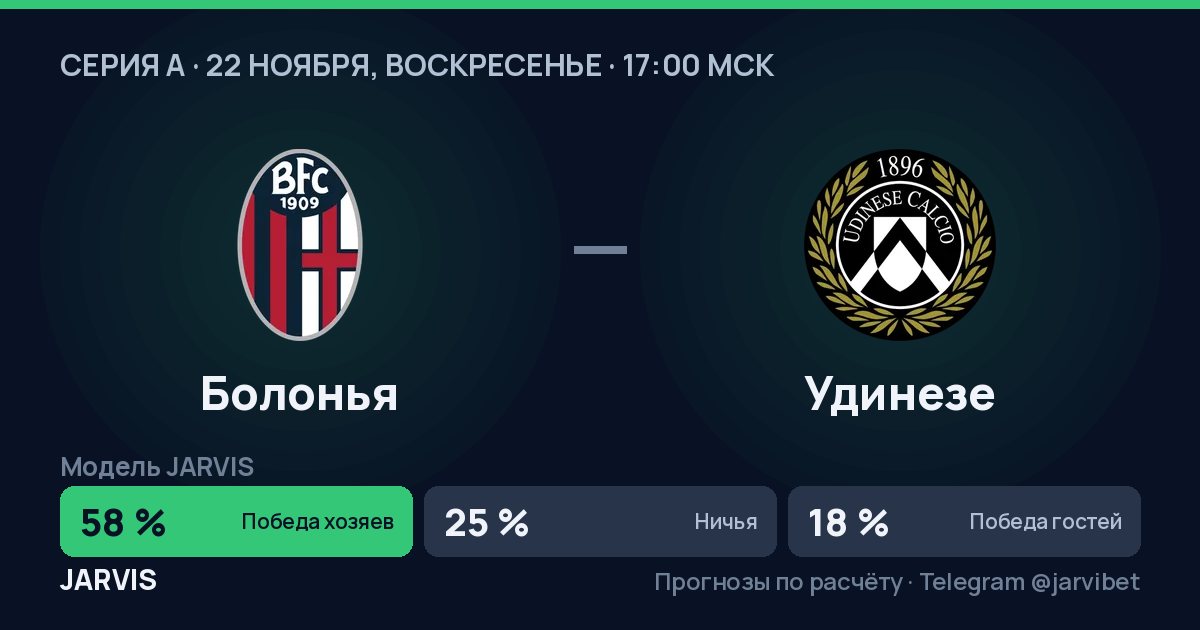 СЕРИЯ А · 22 НОЯБРЯ, ВОСКРЕСЕНЬЕ · 17:00 МСК
BFC
1909
1896
UDINESE CALCIO
Болонья
Удинезе
Модель JARVIS
58 % Победа хозяев
25 % Ничья
18 % Победа гостей
JARVIS
Прогнозы по расчёту · Telegram @jarvibet